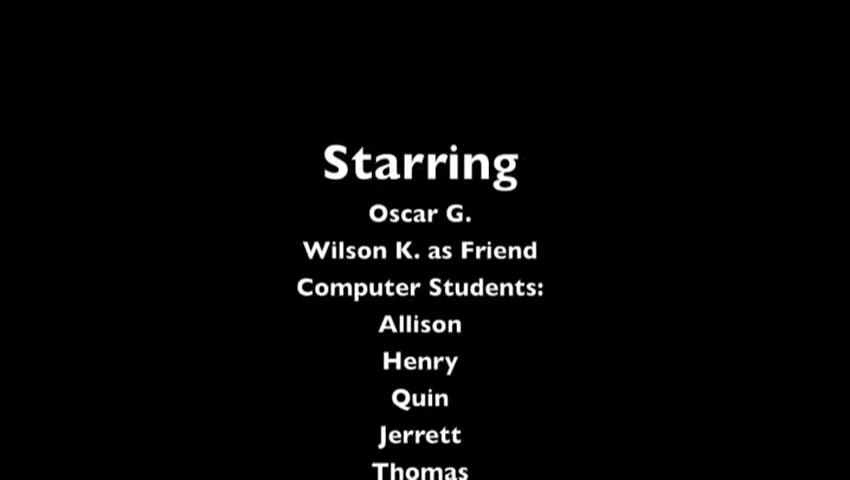 Starring
Oscar G.
Wilson K. as Friend
Computer Students:
Allison
Henry
Quin
Jerrett
Thomas